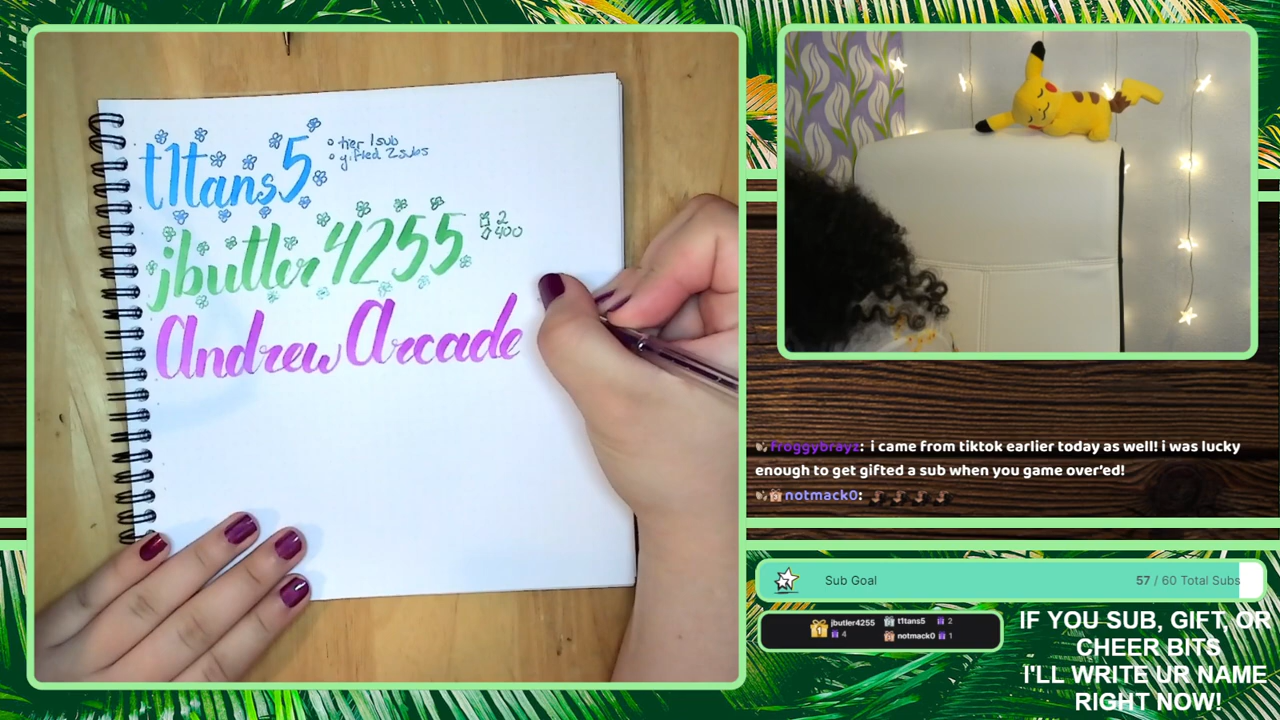 t1tans5
◦ tier 1 sub
◦ gifted 2 subs
jbutler4255
2
400
Andrew Arcade
froggybrayz: i came from tiktok earlier today as well! i was lucky
enough to get gifted a sub when you game over'ed!
notmack0:
Sub Goal
57 / 60 Total Subs
1
jbutler4255
4
t1tans5 2
notmack0 1
IF YOU SUB, GIFT, OR
CHEER BITS
I'LL WRITE UR NAME
RIGHT NOW!